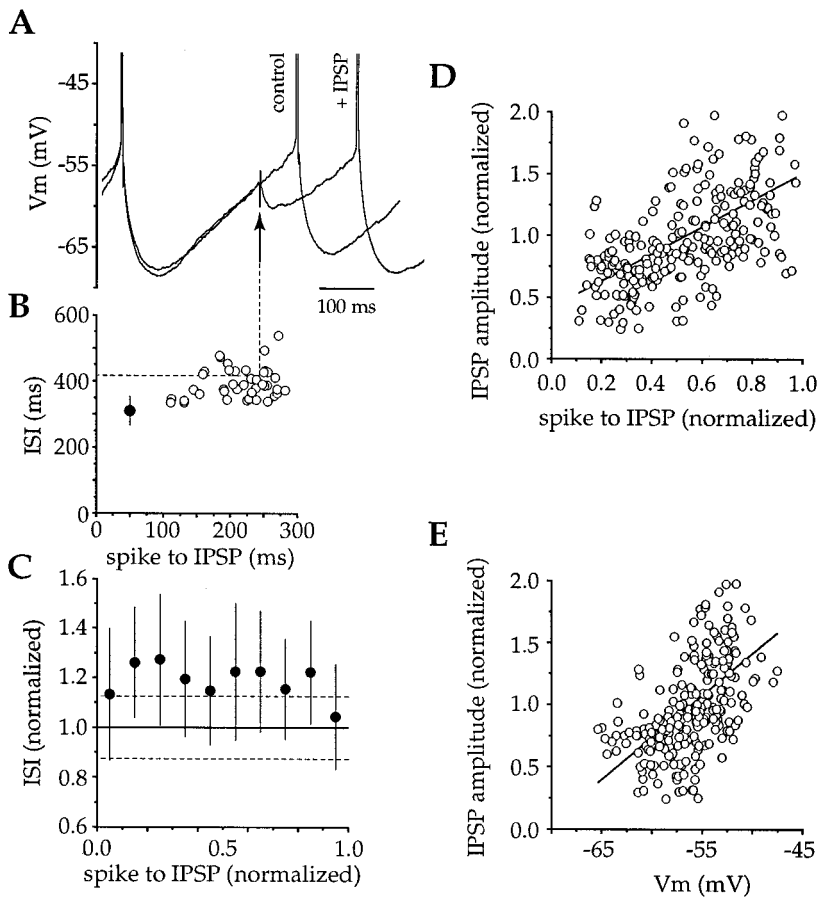 A
-45
-55
-65
Vm (mV)
control
+ IPSP
100 ms
B
600
400
200
0
ISI (ms)
0 100 200 300
spike to IPSP (ms)
C
1.6
1.4
1.2
1.0
0.8
0.6
ISI (normalized)
0.0 0.5 1.0
spike to IPSP (normalized)
D
2.0
1.5
1.0
0.5
0.0
IPSP amplitude (normalized)
0.0 0.2 0.4 0.6 0.8 1.0
spike to IPSP (normalized)
E
2.0
1.5
1.0
0.5
0.0
IPSP amplitude (normalized)
-65 -55 -45
Vm (mV)